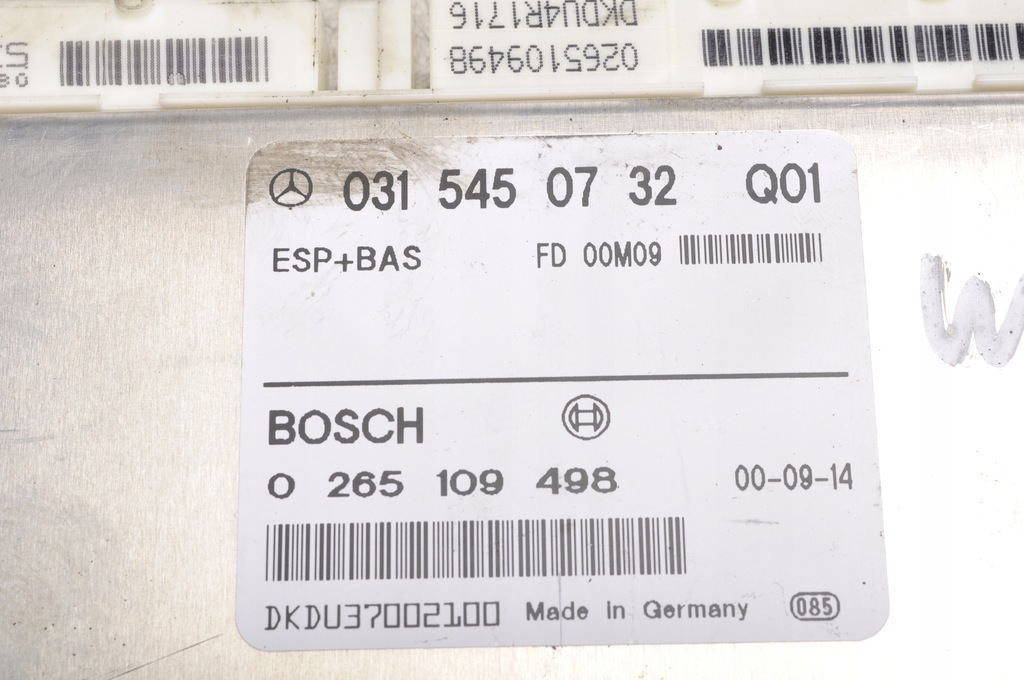 DKDU4R1716
0265109498
031 545 07 32 Q01
ESP+BAS FD 00M09
BOSCH
0 265 109 498 00-09-14
DKDU37002100 Made in Germany 085
W